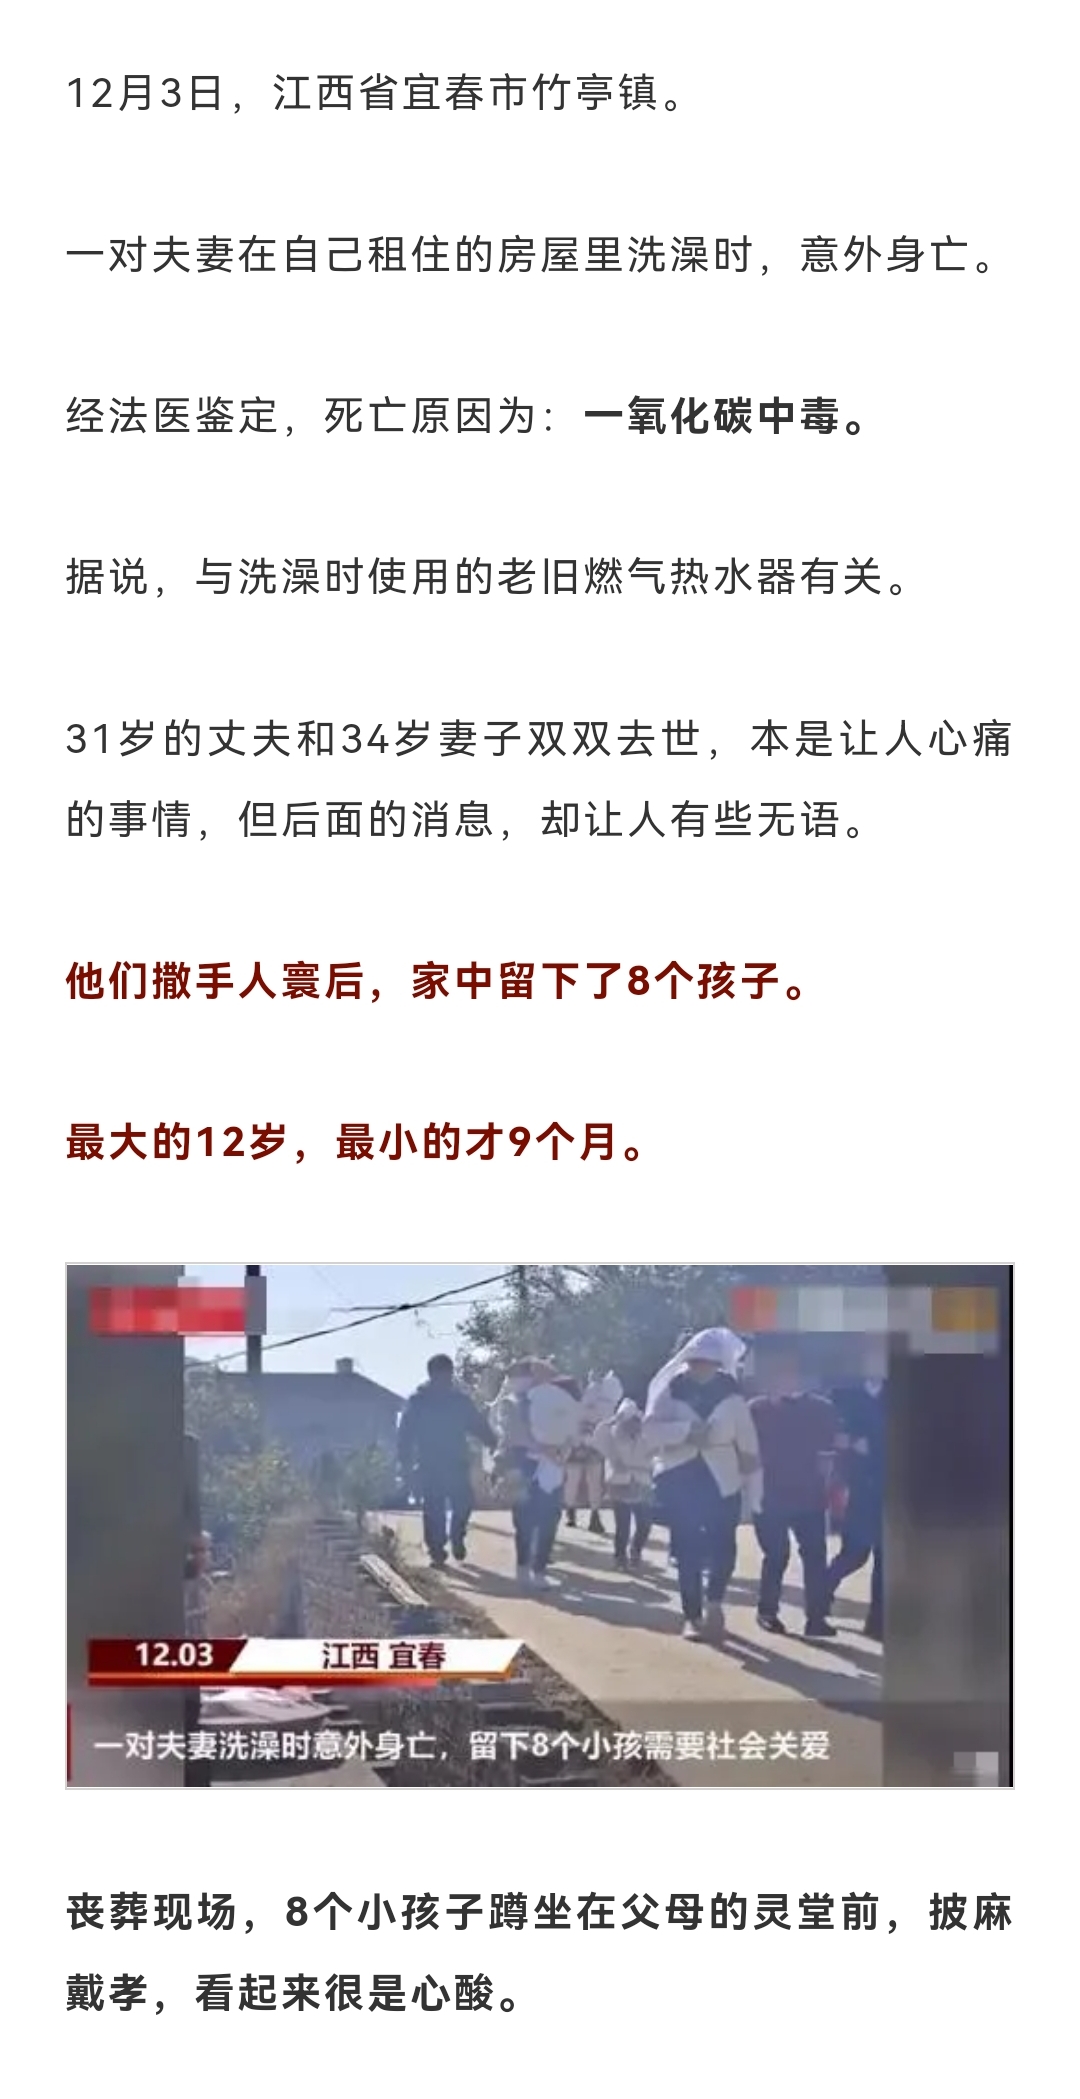 12月3日，江西省宜春市竹亭镇。
一对夫妻在自己租住的房屋里洗澡时，意外身亡。
经法医鉴定，死亡原因为：一氧化碳中毒。
据说，与洗澡时使用的老旧燃气热水器有关。
31岁的丈夫和34岁妻子双双去世，本是让人心痛
的事情，但后面的消息，却让人有些无语。
他们撒手人寰后，家中留下了8个孩子。
最大的12岁，最小的才9个月。
12.03 江西 宜春
一对夫妻洗澡时意外身亡，留下8个小孩需要社会关爱
丧葬现场，8个小孩子蹲坐在父母的灵堂前，披麻
戴孝，看起来很是心酸。